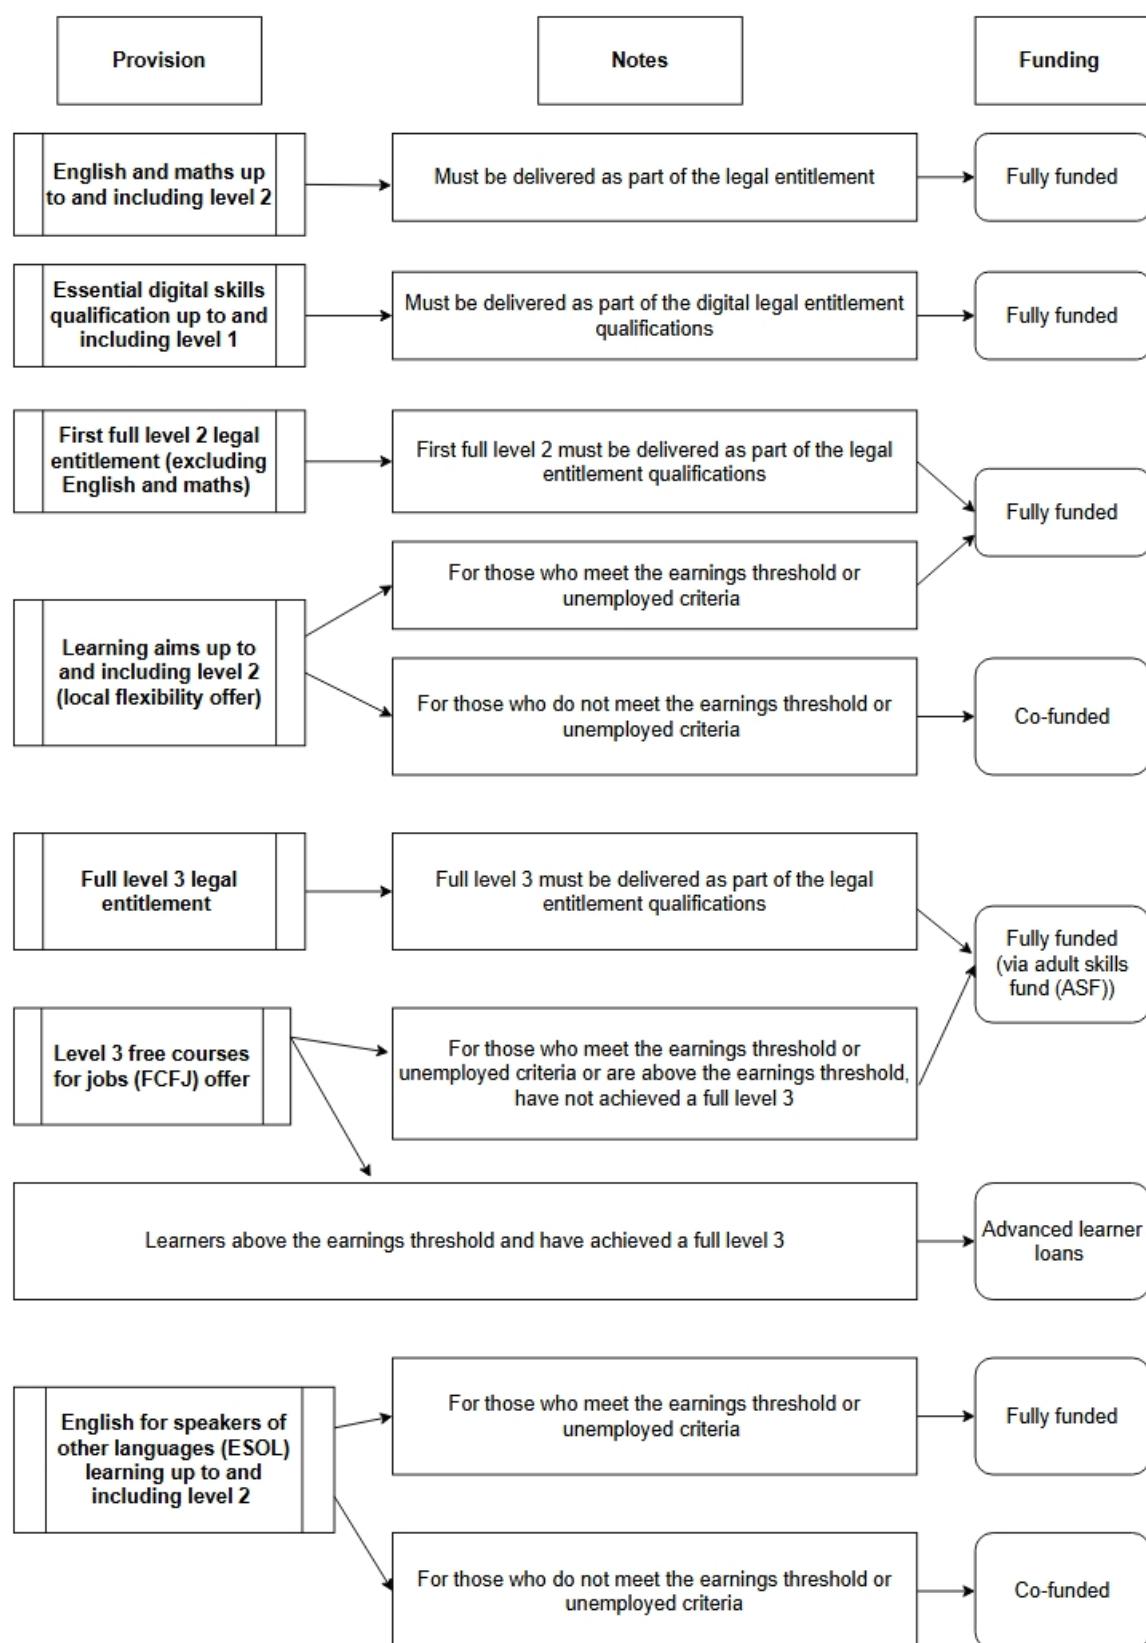 Provision
Notes
Funding
English and maths up
to and including level 2
Must be delivered as part of the legal entitlement
Fully funded
Essential digital skills
qualification up to and
including level 1
Must be delivered as part of the digital legal entitlement
qualifications
Fully funded
First full level 2 legal
entitlement (excluding
English and maths)
First full level 2 must be delivered as part of the legal
entitlement qualifications
Fully funded
Learning aims up to
and including level 2
(local flexibility offer)
For those who meet the earnings threshold or
unemployed criteria
For those who do not meet the earnings threshold or
unemployed criteria
Co-funded
Full level 3 legal
entitlement
Full level 3 must be delivered as part of the legal
entitlement qualifications
Fully funded
(via adult skills
fund (ASF))
Level 3 free courses
for jobs (FCFJ) offer
For those who meet the earnings threshold or
unemployed criteria or are above the earnings threshold,
have not achieved a full level 3
Learners above the earnings threshold and have achieved a full level 3
Advanced learner
loans
English for speakers of
other languages (ESOL)
learning up to and
including level 2
For those who meet the earnings threshold or
unemployed criteria
Fully funded
For those who do not meet the earnings threshold or
unemployed criteria
Co-funded